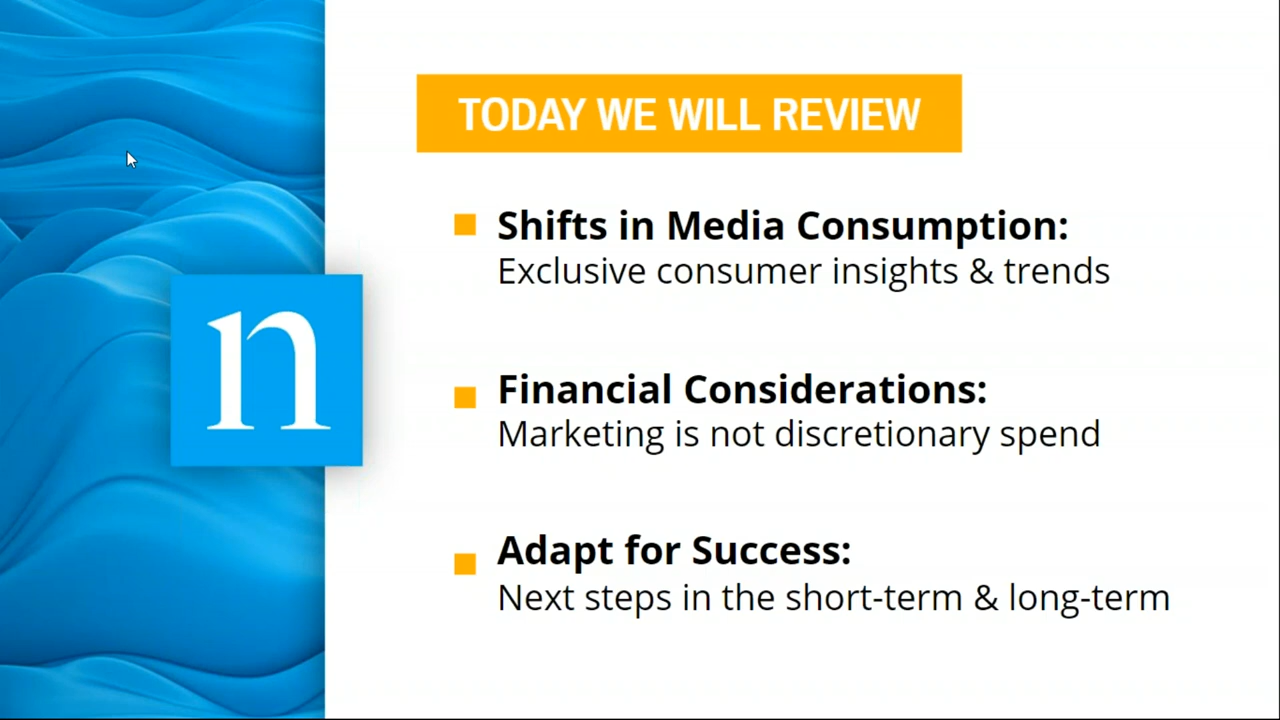 TODAY WE WILL REVIEW
Shifts in Media Consumption:
Exclusive consumer insights & trends
n
Financial Considerations:
Marketing is not discretionary spend
Adapt for Success:
Next steps in the short-term & long-term